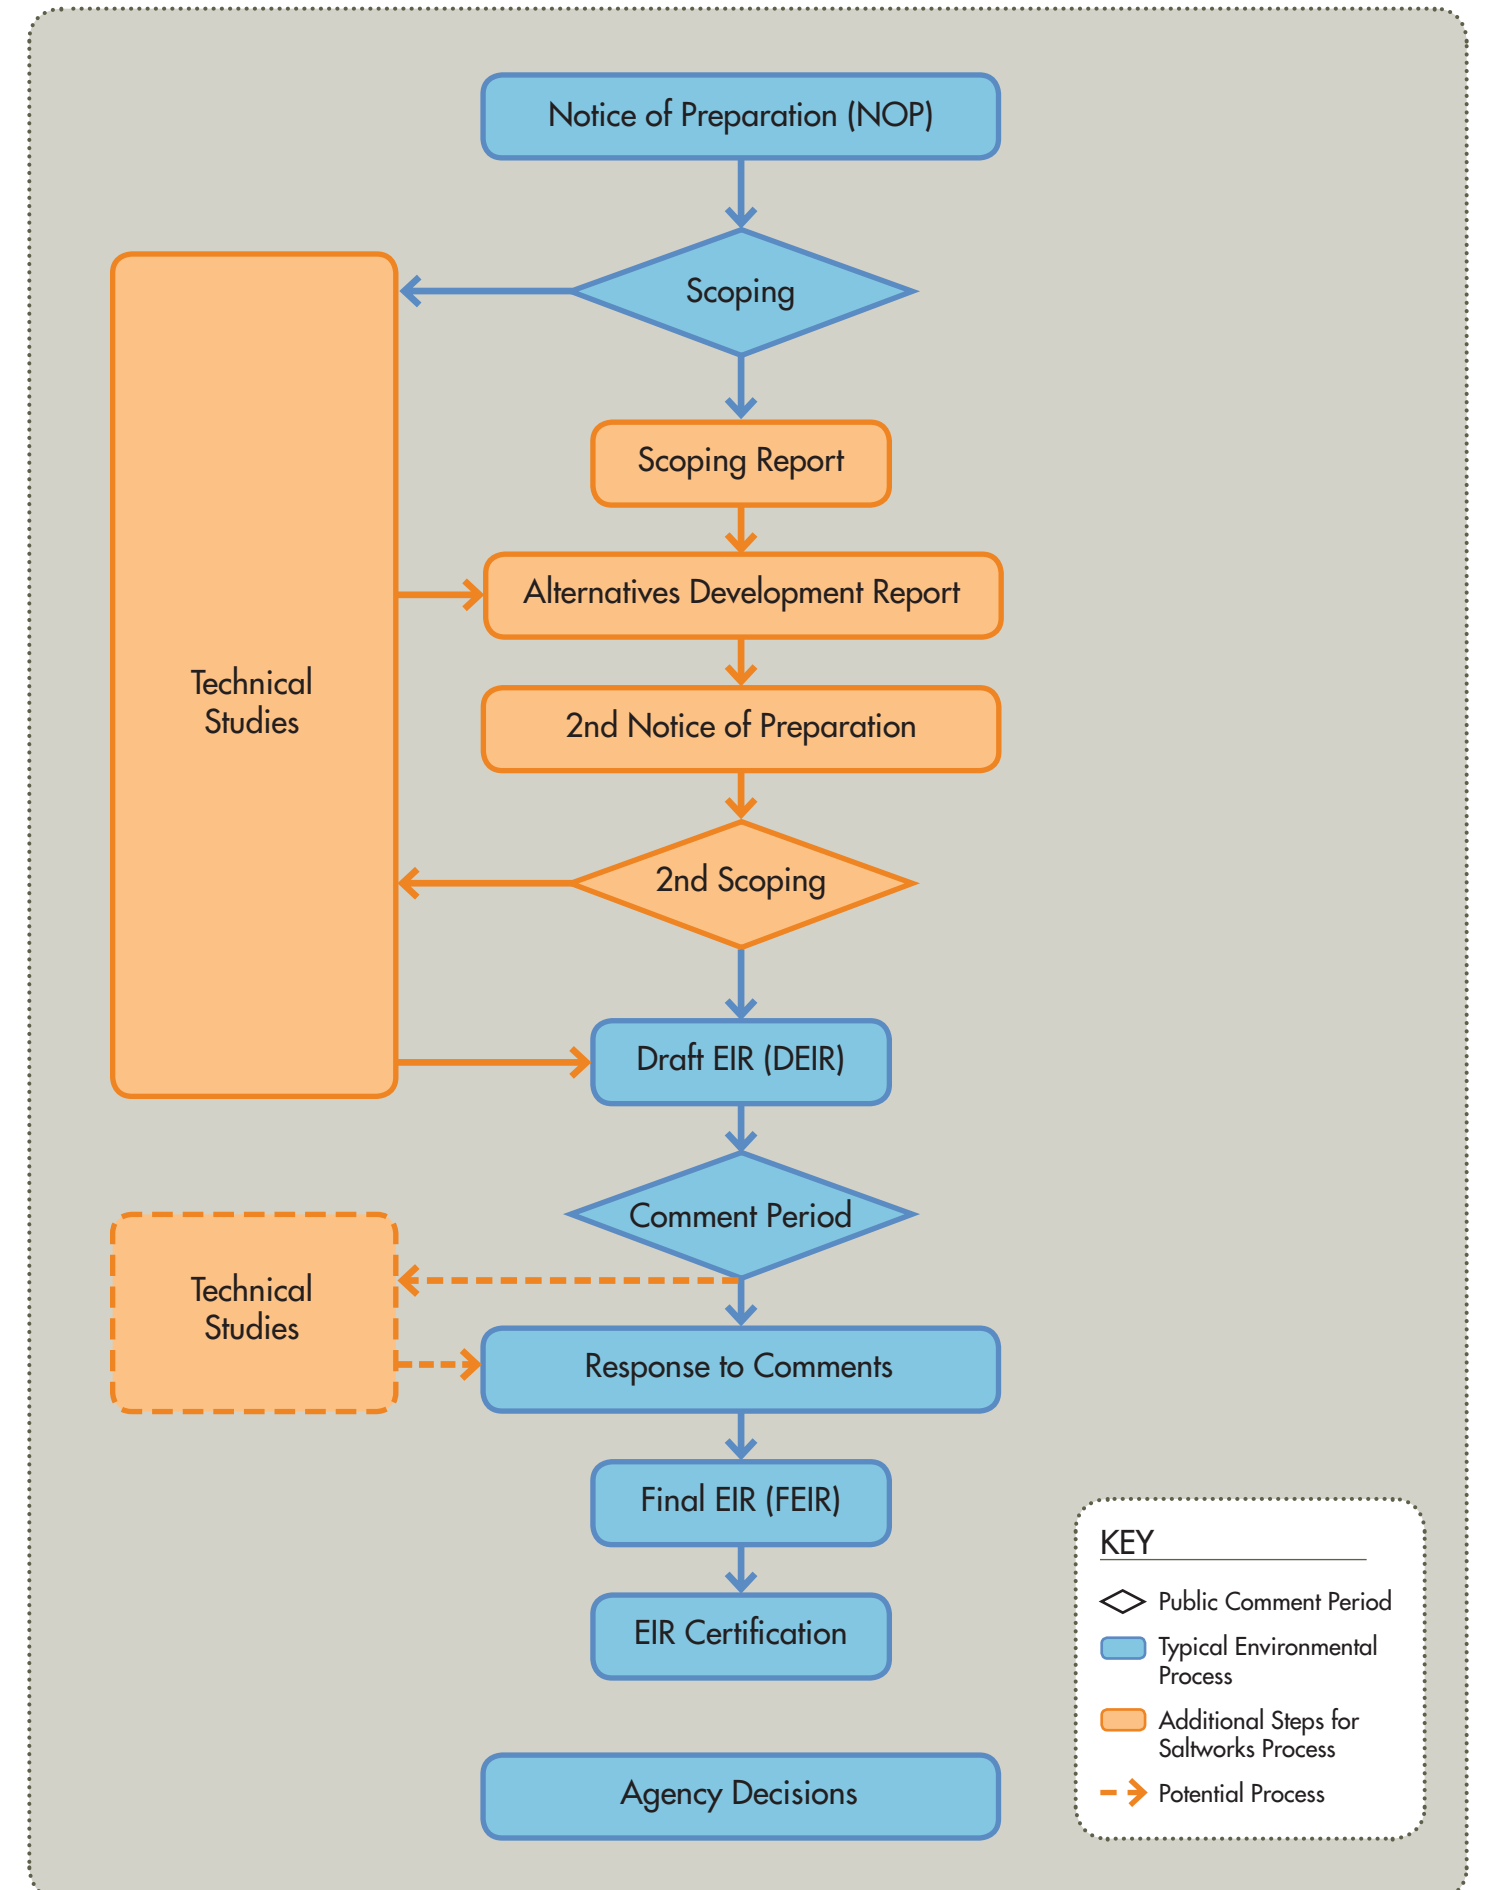 Notice of Preparation (NOP)
Scoping
Scoping Report
Alternatives Development Report
Technical
Studies
2nd Notice of Preparation
2nd Scoping
Draft EIR (DEIR)
Comment Period
Technical
Studies
Response to Comments
Final EIR (FEIR)
EIR Certification
Agency Decisions
KEY
Public Comment Period
Typical Environmental
Process
Additional Steps for
Saltworks Process
Potential Process